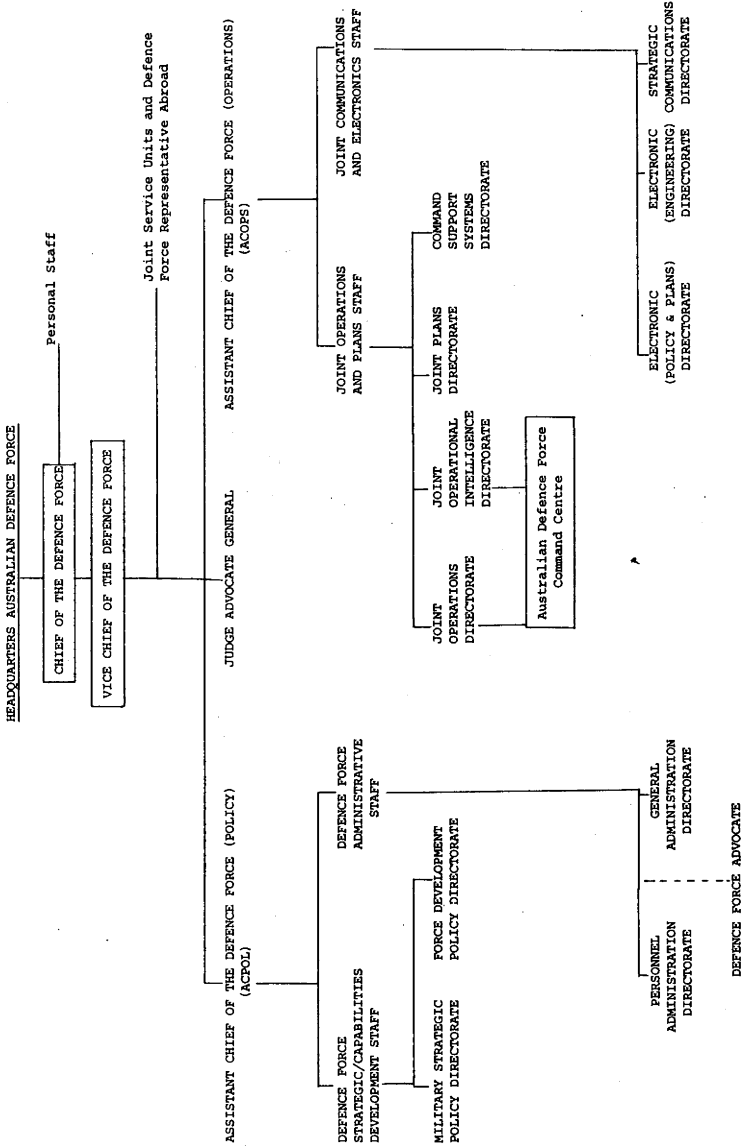 HEADQUARTERS AUSTRALIAN DEFENCE FORCE
CHIEF OF THE DEFENCE FORCE
Personal Staff
VICE CHIEF OF THE DEFENCE FORCE
Joint Service Units and Defence
Force Representative Abroad
ASSISTANT CHIEF OF THE DEFENCE FORCE (POLICY)
(ACPOL)
JUDGE ADVOCATE GENERAL
ASSISTANT CHIEF OF THE DEFENCE FORCE (OPERATIONS)
(ACOPS)
DEFENCE FORCE
STRATEGIC/CAPABILITIES
DEVELOPMENT STAFF
DEFENCE FORCE
ADMINISTRATIVE
STAFF
JOINT OPERATIONS
AND PLANS STAFF
JOINT COMMUNICATIONS
AND ELECTRONICS STAFF
MILITARY STRATEGIC
POLICY DIRECTORATE
FORCE DEVELOPMENT
POLICY DIRECTORATE
JOINT
OPERATIONS
DIRECTORATE
JOINT
OPERATIONAL
INTELLIGENCE
DIRECTORATE
JOINT PLANS
DIRECTORATE
COMMAND
SUPPORT
SYSTEMS
DIRECTORATE
Australian Defence Force
Command Centre
PERSONNEL
ADMINISTRATION
DIRECTORATE
GENERAL
ADMINISTRATION
DIRECTORATE
ELECTRONIC
(POLICY & PLANS)
DIRECTORATE
ELECTRONIC
(ENGINEERING)
DIRECTORATE
STRATEGIC
COMMUNICATIONS
DIRECTORATE
DEFENCE FORCE ADVOCATE